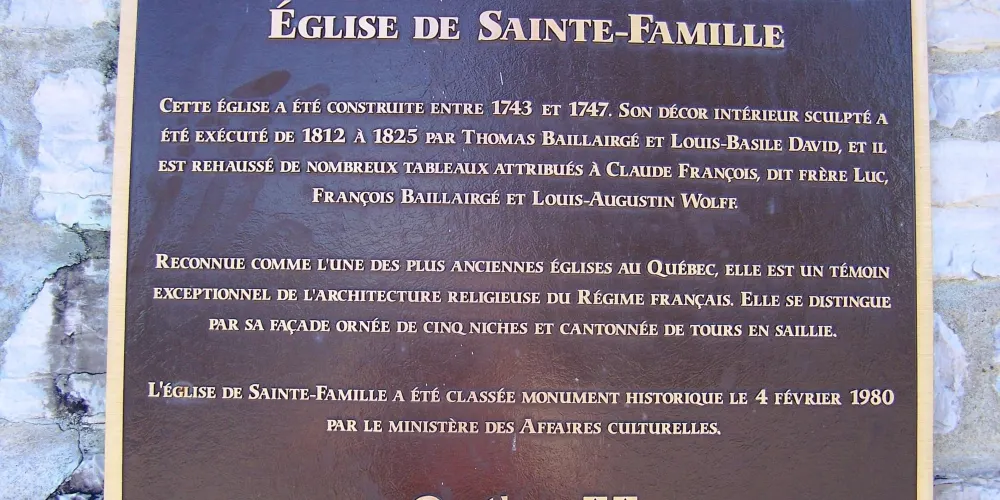 ÉGLISE DE SAINTE-FAMILLE
CETTE ÉGLISE A ÉTÉ CONSTRUITE ENTRE 1743 ET 1747. SON DÉCOR INTÉRIEUR SCULPTÉ A
ÉTÉ EXÉCUTÉ DE 1812 À 1825 PAR THOMAS BAILLAIRGÉ ET LOUIS-BASILE DAVID, ET IL
EST REHAUSSÉ DE NOMBREUX TABLEAUX ATTRIBUÉS À CLAUDE FRANÇOIS, DIT FRÈRE LUC,
FRANÇOIS BAILLAIRGÉ ET LOUIS-AUGUSTIN WOLFF.
RECONNUE COMME L'UNE DES PLUS ANCIENNES ÉGLISES AU QUÉBEC, ELLE EST UN TÉMOIN
EXCEPTIONNEL DE L'ARCHITECTURE RELIGIEUSE DU RÉGIME FRANÇAIS. ELLE SE DISTINGUE
PAR SA FAÇADE ORNÉE DE CINQ NICHES ET CANTONNÉE DE TOURS EN SAILLIE.
L'ÉGLISE DE SAINTE-FAMILLE A ÉTÉ CLASSÉE MONUMENT HISTORIQUE LE 4 FÉVRIER 1980
PAR LE MINISTÈRE DES AFFAIRES CULTURELLES.